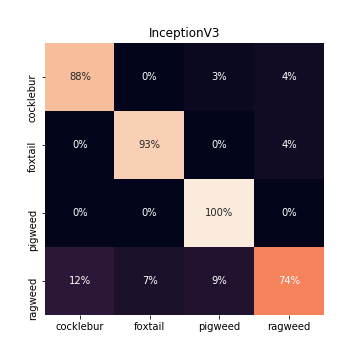 InceptionV3
cocklebur 88% 0% 3% 4%
foxtail 0% 93% 0% 4%
pigweed 0% 0% 100% 0%
ragweed 12% 7% 9% 74%
cocklebur foxtail pigweed ragweed